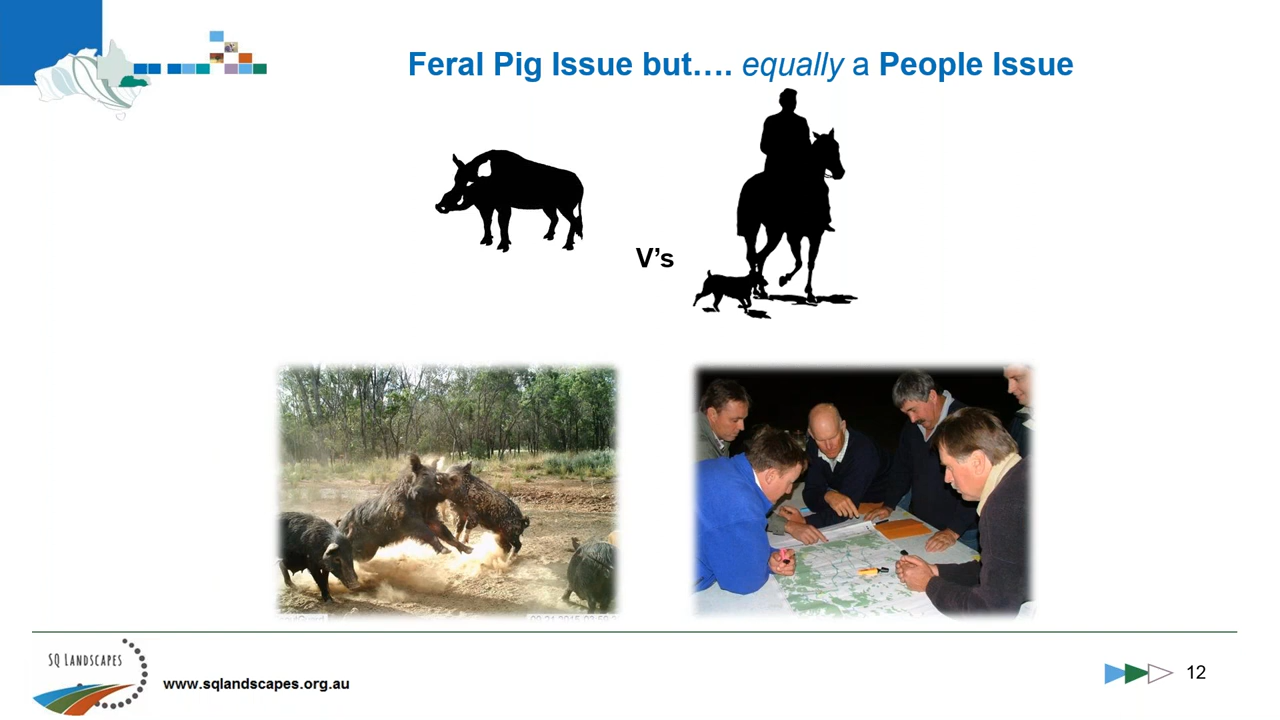 Feral Pig Issue but…. equally a People Issue
V's
SQ LANDSCAPES
www.sqlandscapes.org.au
12